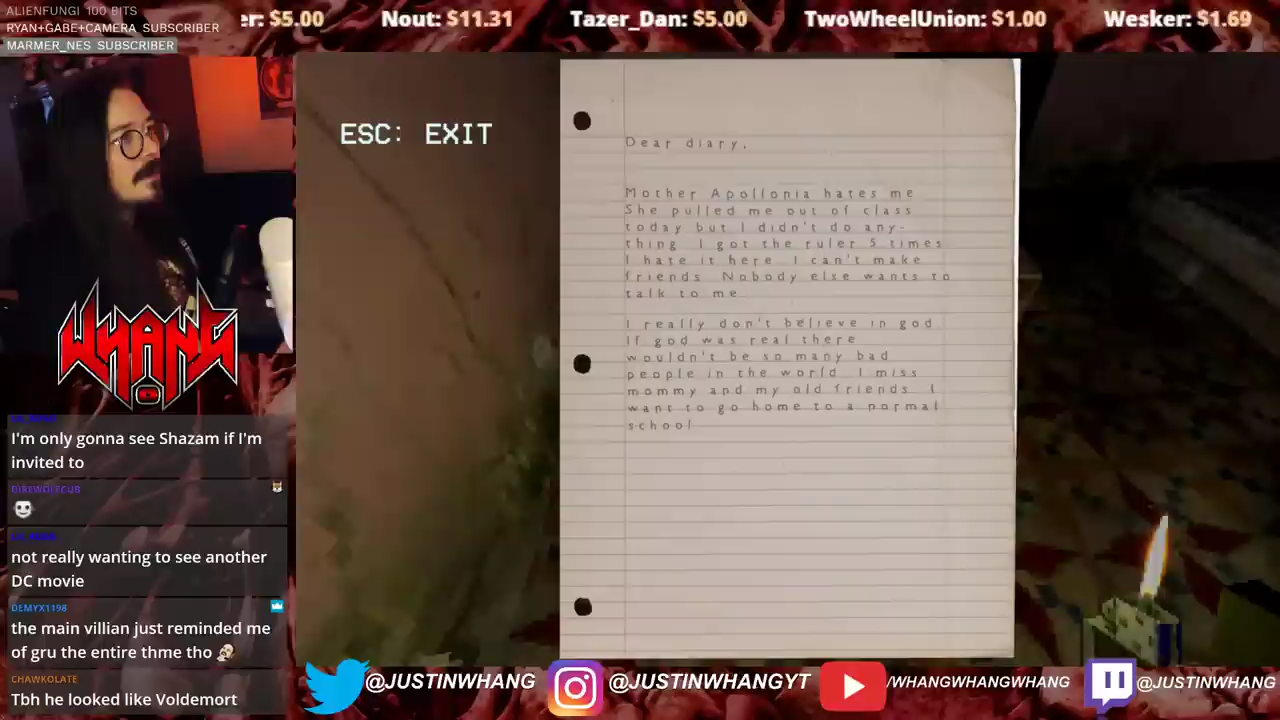 ALIENFUNGI 100 BITS
RYAN+GABE+CAMERA SUBSCRIBER
MARMER_NES SUBSCRIBER
er: $5.00 Nout: $11.31 Tazer_Dan: $5.00 TwoWheelUnion: $1.00 Wesker: $1.69
ESC: EXIT
Dear diary,
Mother Apollonia hates me
She pulled me out of class
today but I didn't do any-
thing I got the ruler 5 times
I hate it here I can't make
friends Nobody else wants to
talk to me
I really don't believe in god
If god was real there
wouldn't be so many bad
people in the world I miss
mommy and my old friends I
want to go home to a normal
school
WHANG
I'm only gonna see Shazam if I'm
invited to
DIREWOLFCUB
not really wanting to see another
DC movie
DEMYX1198
the main villian just reminded me
of gru the entire thme tho
CHAWKOLATE
Tbh he looked like Voldemort
@JUSTINWHANG @JUSTINWHANGYT /WHANGWHANGWHANG @JUSTINWHANG